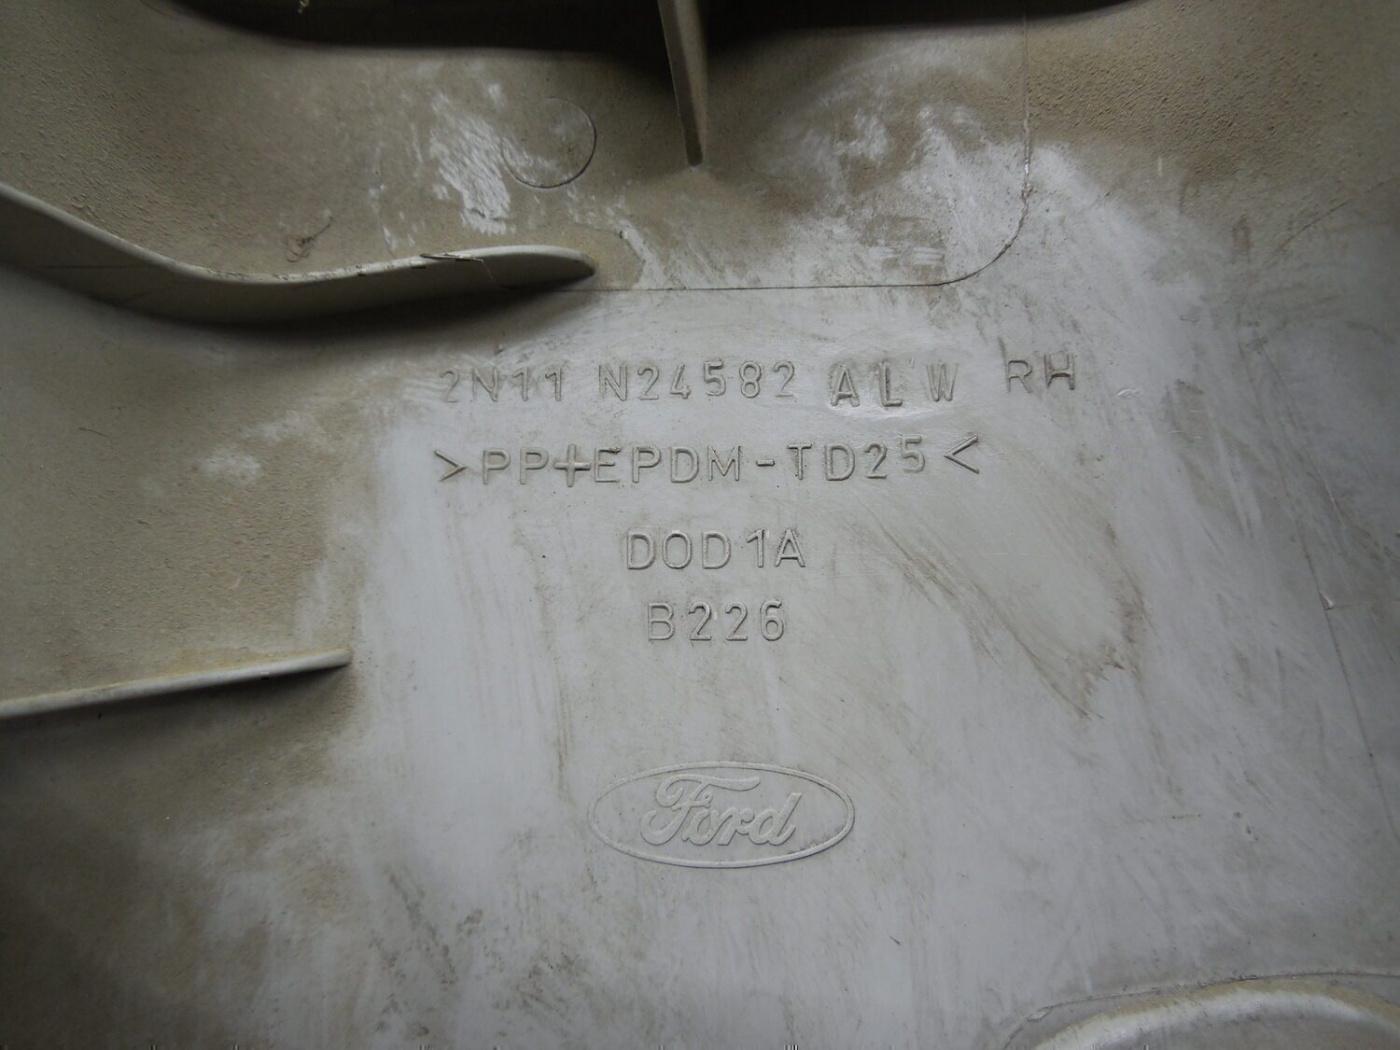 2N11 N24582 ALW RH
>PP+EPDM-TD25<
DOD1A
B226
Ford